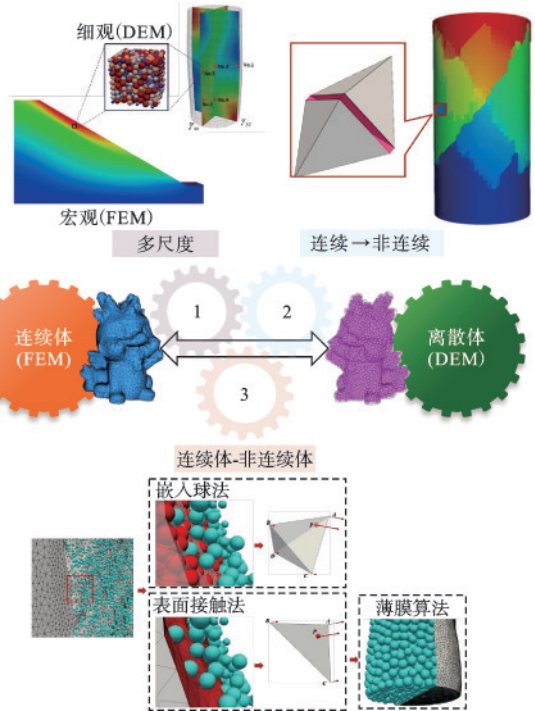 细观(DEM)
宏观(FEM)
多尺度
连续→非连续
1
2
连续体
(FEM)
离散体
(DEM)
3
连续体-非连续体
嵌入球法
表面接触法
薄膜算法